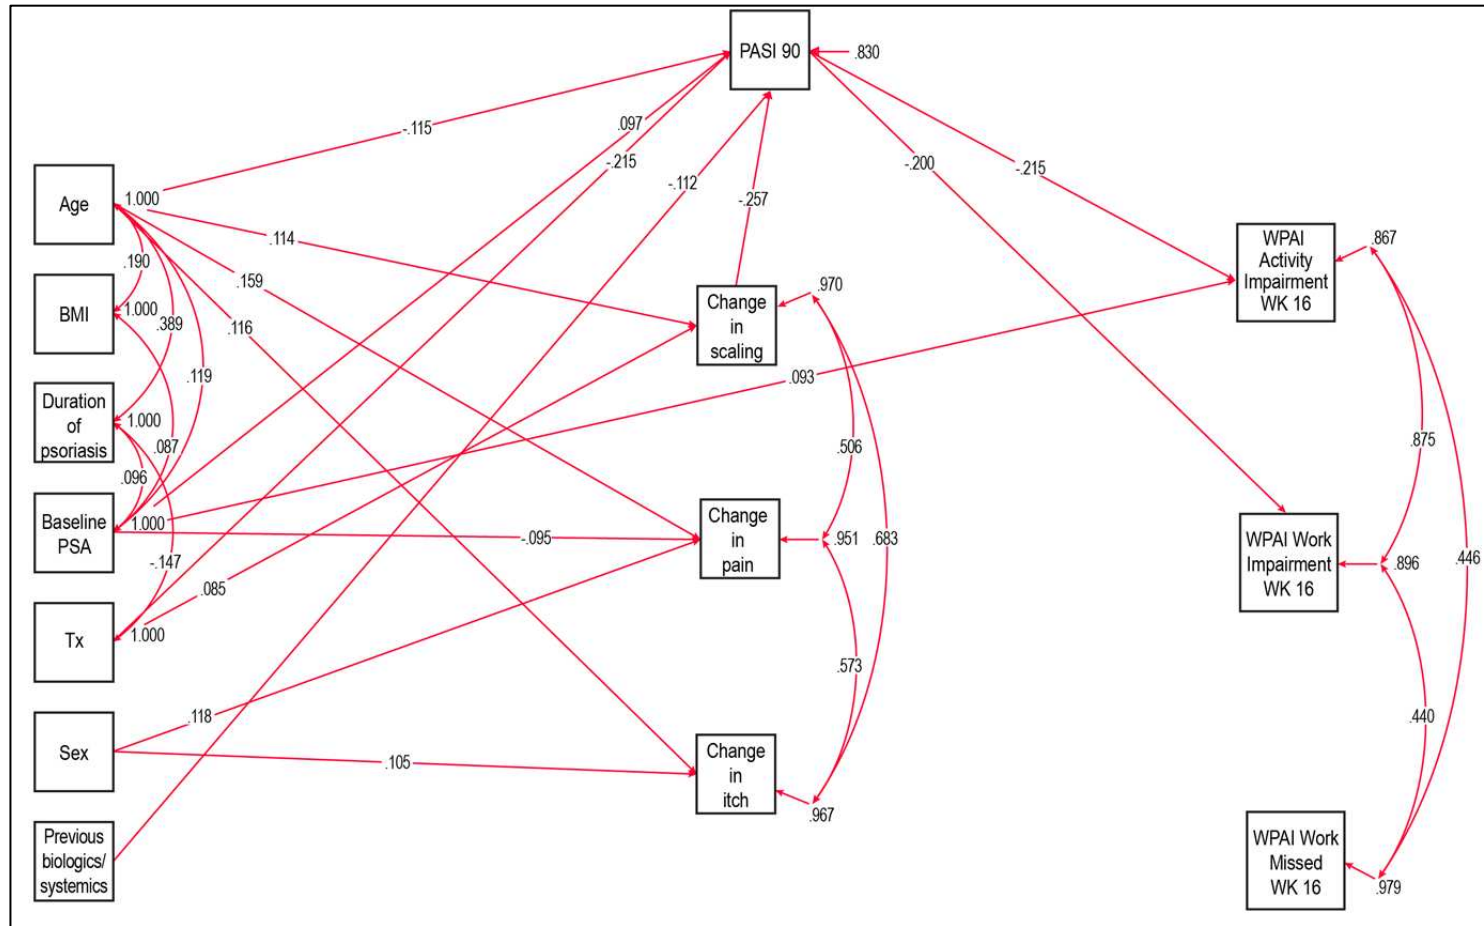 PASI 90
.830
-.115
.097
-.215
-.112
-.257
-.200
-.215
Age
1.000
.190
.114
.159
BMI
1.000
.389
.116
.119
Duration
of
psoriasis
1.000
.087
.096
Baseline
PSA
1.000
-.095
-.147
.085
Tx
1.000
Sex
.118
.105
Previous
biologics/
systemics
Change
in
scaling
.970
.093
.506
Change
in
pain
.951
.683
.573
Change
in
itch
.967
WPAI
Activity
Impairment
WK 16
.867
.875
WPAI Work
Impairment
WK 16
.896
.446
.440
WPAI Work
Missed
WK 16
.979